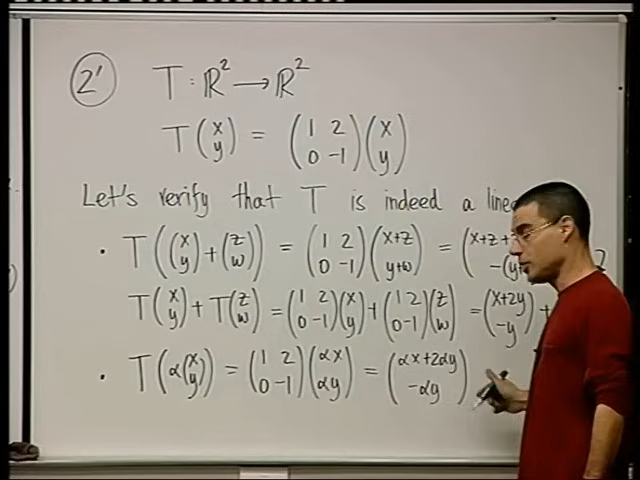 2' T : ℝ² → ℝ²
T(x y) = (1 2 0 -1)(x y)
Let's verify that T is indeed a
· T((x y)+(z w)) = (1 2 0 -1)(x+z y+w) = (x+z
T(x y)+T(z w) = (1 2 0 -1)(x y)+(1 2 0 -1)(z w) = (x+2y -y)+
· T(α(x y)) = (1 2 0 -1)(αx αy) = (αx+2αy -αy)